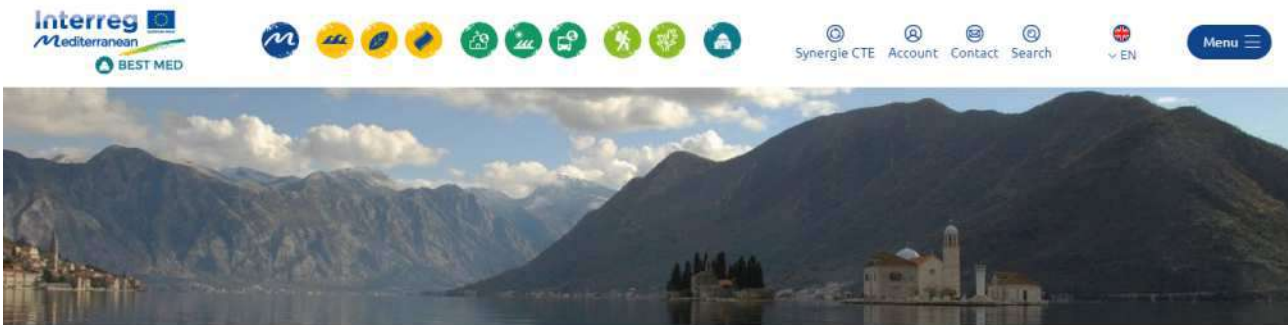 Interreg
Mediterranean
BEST MED
Synergie CTE
Account
Contact
Search
EN
Menu